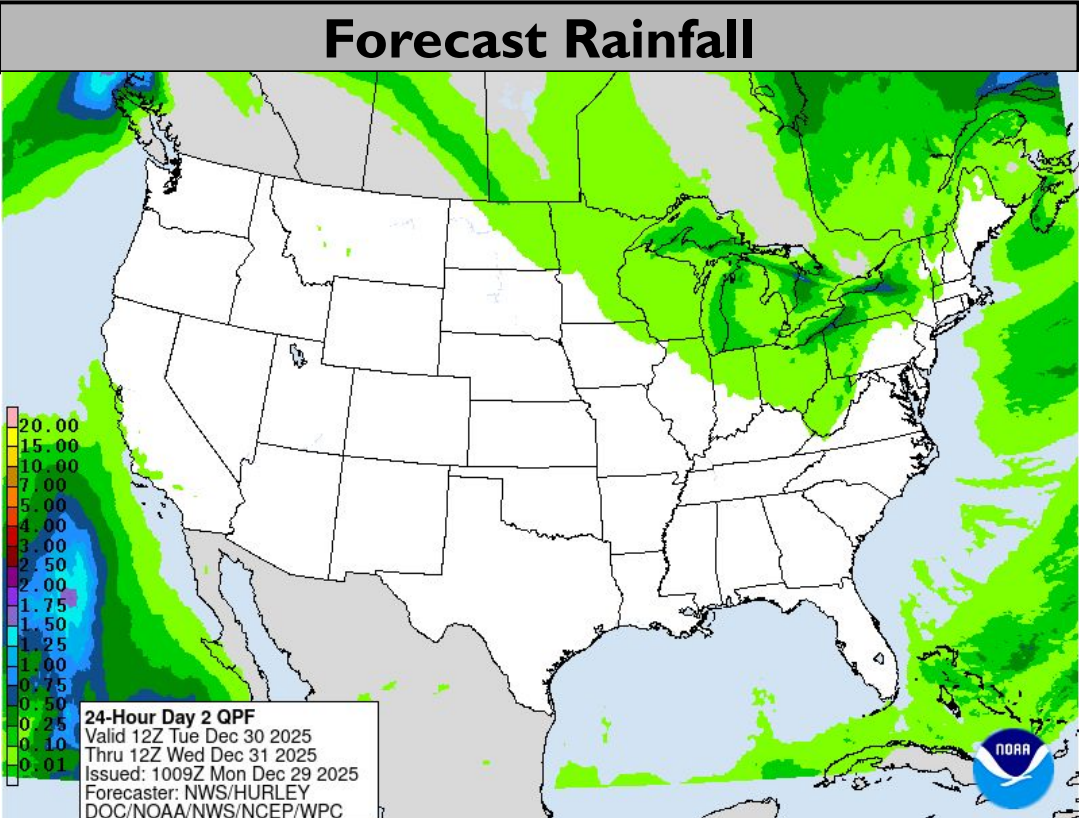 Forecast Rainfall
20.00
15.00
10.00
7.00
5.00
4.00
3.00
2.50
2.00
1.75
1.50
1.25
1.00
0.75
0.50
0.25
0.10
0.01
24-Hour Day 2 QPF
Valid 12Z Tue Dec 30 2025
Thru 12Z Wed Dec 31 2025
Issued: 1009Z Mon Dec 29 2025
Forecaster: NWS/HURLEY
DOC/NOAA/NWS/NCEP/WPC
NOAA